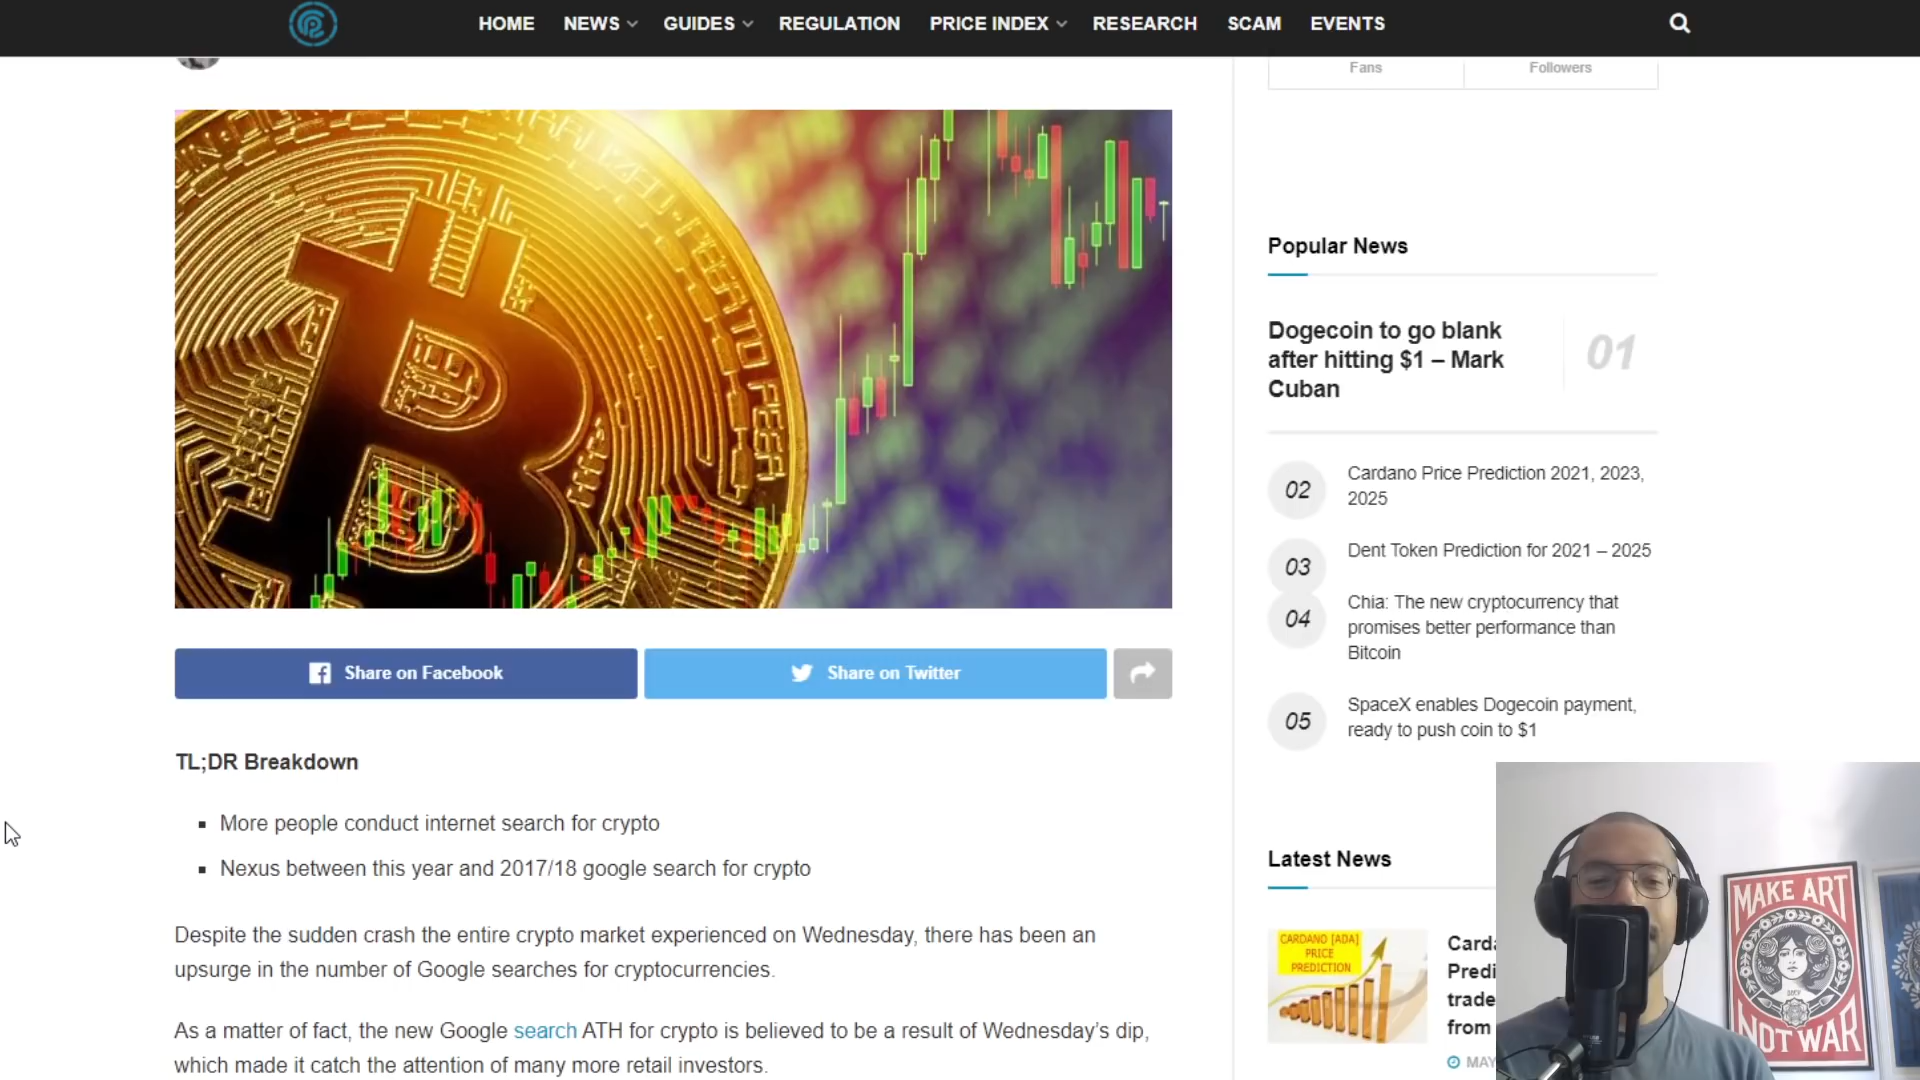 HOME NEWS GUIDES REGULATION PRICE INDEX RESEARCH SCAM EVENTS
Fans Followers
Share on Facebook
Share on Twitter
TL;DR Breakdown
More people conduct internet search for crypto
Nexus between this year and 2017/18 google search for crypto
Despite the sudden crash the entire crypto market experienced on Wednesday, there has been an
upsurge in the number of Google searches for cryptocurrencies.
As a matter of fact, the new Google search ATH for crypto is believed to be a result of Wednesday's dip,
which made it catch the attention of many more retail investors.
Popular News
Dogecoin to go blank
after hitting $1 – Mark
Cuban
01
02
Cardano Price Prediction 2021, 2023,
2025
03
Dent Token Prediction for 2021 – 2025
04
Chia: The new cryptocurrency that
promises better performance than
Bitcoin
05
SpaceX enables Dogecoin payment,
ready to push coin to $1
Latest News
CARDANO [ADA]
PRICE
PREDICTION
Carda
Predi
trade
from
MAY
MAKE ART
NOT WAR